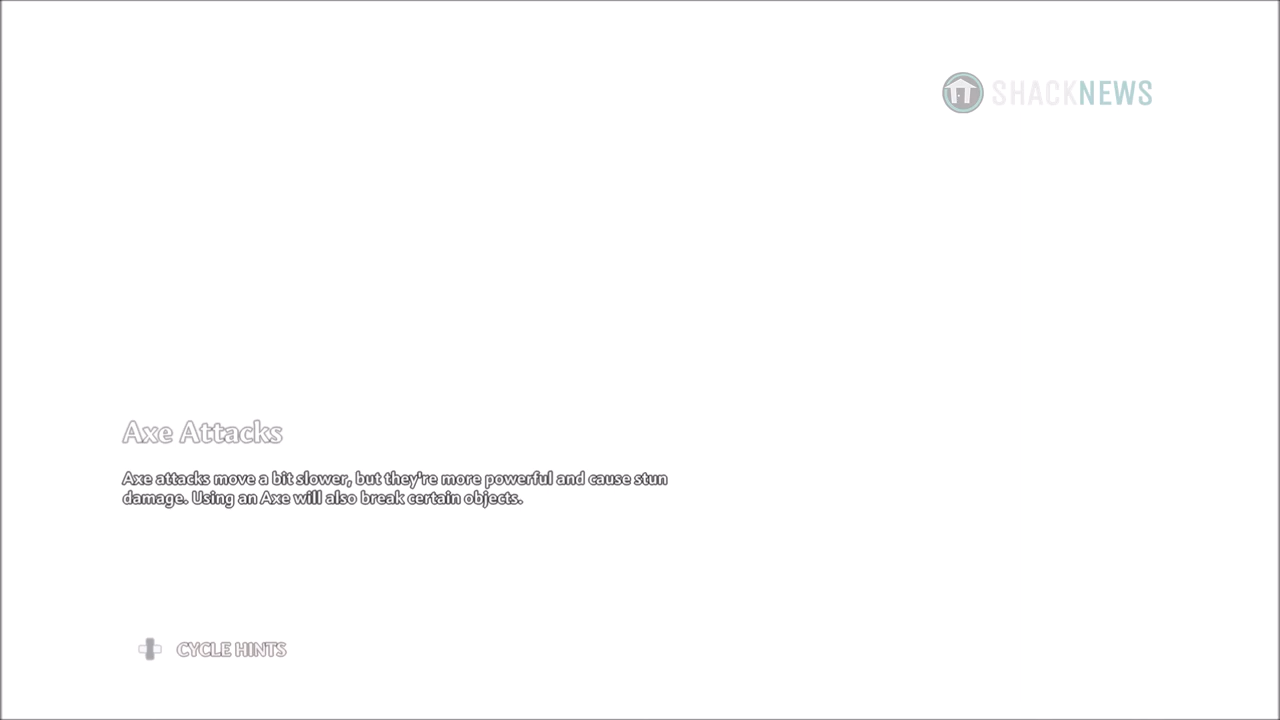 SHACKNEWS
Axe Attacks
Axe attacks move a bit slower, but they're more powerful and cause stun
damage. Using an Axe will also break certain objects.
CYCLE HINTS